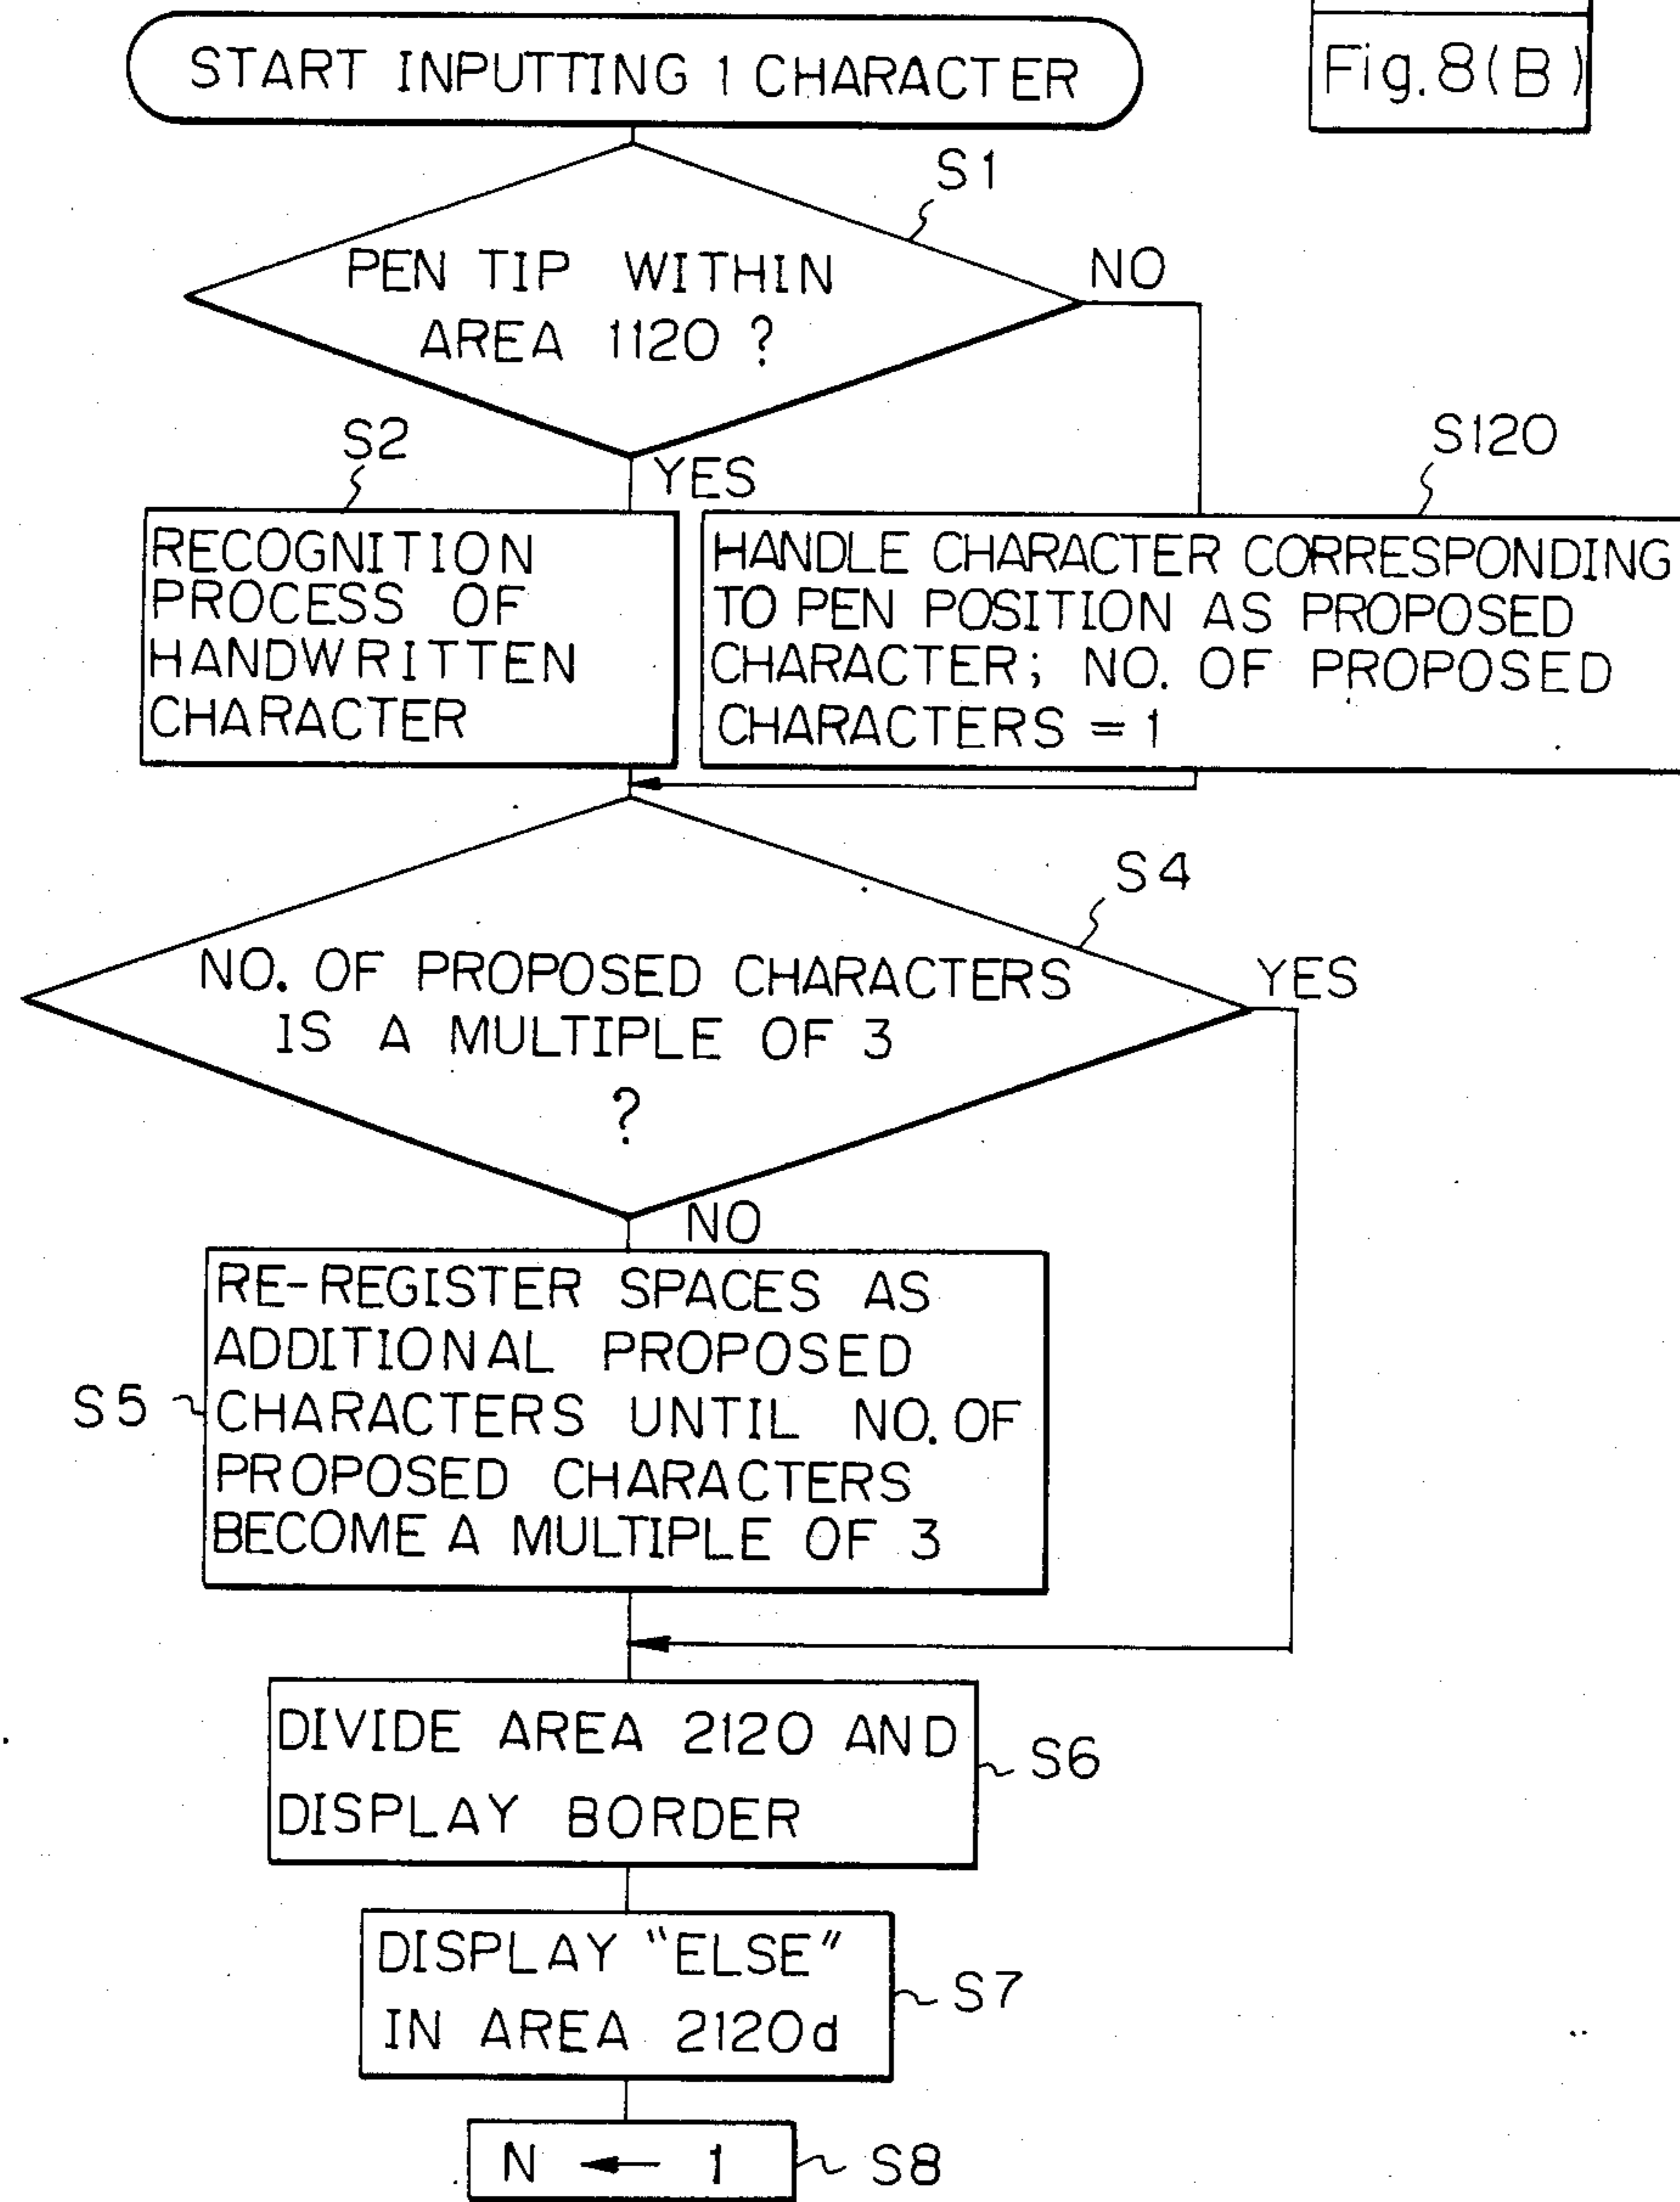 Fig.8(B)
START INPUTTING 1 CHARACTER
S1
PEN TIP WITHIN
AREA 1120 ?
NO
YES
S2
RECOGNITION
PROCESS OF
HANDWRITTEN
CHARACTER
S120
HANDLE CHARACTER CORRESPONDING
TO PEN POSITION AS PROPOSED
CHARACTER; NO. OF PROPOSED
CHARACTERS = 1
S4
NO. OF PROPOSED CHARACTERS
IS A MULTIPLE OF 3
?
YES
NO
S5
RE-REGISTER SPACES AS
ADDITIONAL PROPOSED
CHARACTERS UNTIL NO. OF
PROPOSED CHARACTERS
BECOME A MULTIPLE OF 3
DIVIDE AREA 2120 AND
DISPLAY BORDER
S6
DISPLAY "ELSE"
IN AREA 2120d
S7
N ← 1
S8